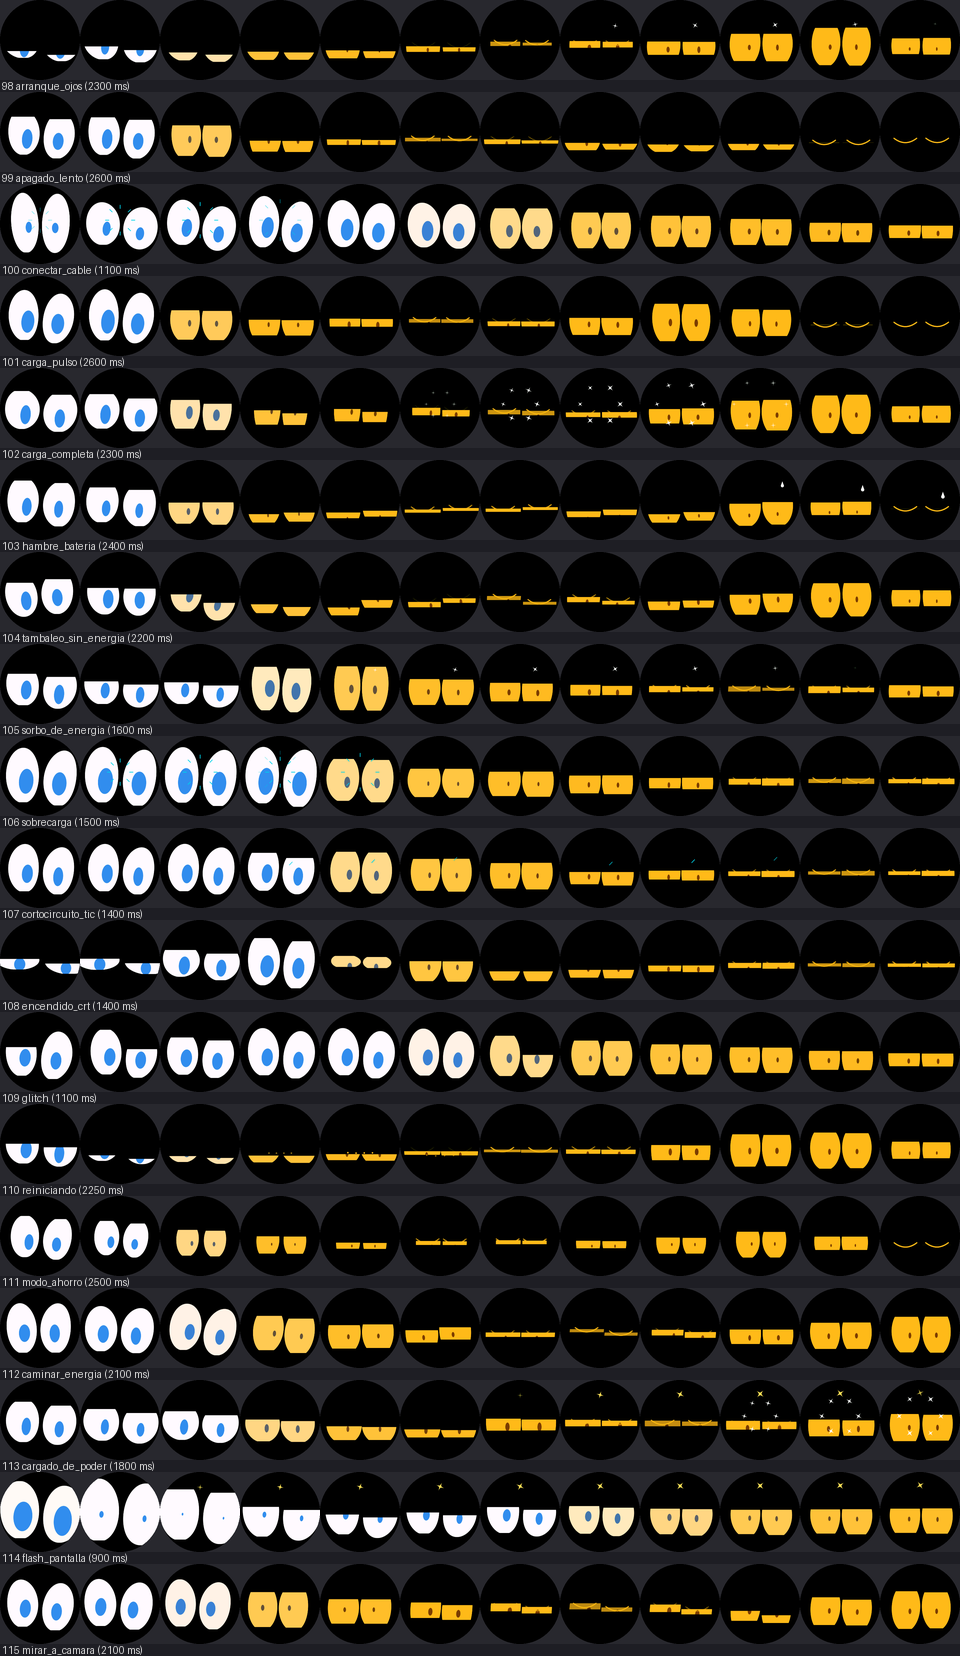 98 arranque_ojos (2300 ms)
99 apagado_lento (2600 ms)
100 conectar_cable (1100 ms)
101 carga_pulso (2600 ms)
102 carga_completa (2300 ms)
103 hambre_bateria (2400 ms)
104 tambaleo_sin_energia (2200 ms)
105 sorbo_de_energia (1600 ms)
106 sobrecarga (1500 ms)
107 cortocircuito_tic (1400 ms)
108 encendido_crt (1400 ms)
109 glitch (1100 ms)
110 reiniciando (2250 ms)
111 modo_ahorro (2500 ms)
112 caminar_energia (2100 ms)
113 cargado_de_poder (1800 ms)
114 flash_pantalla (900 ms)
115 mirar_a_camara (2100 ms)